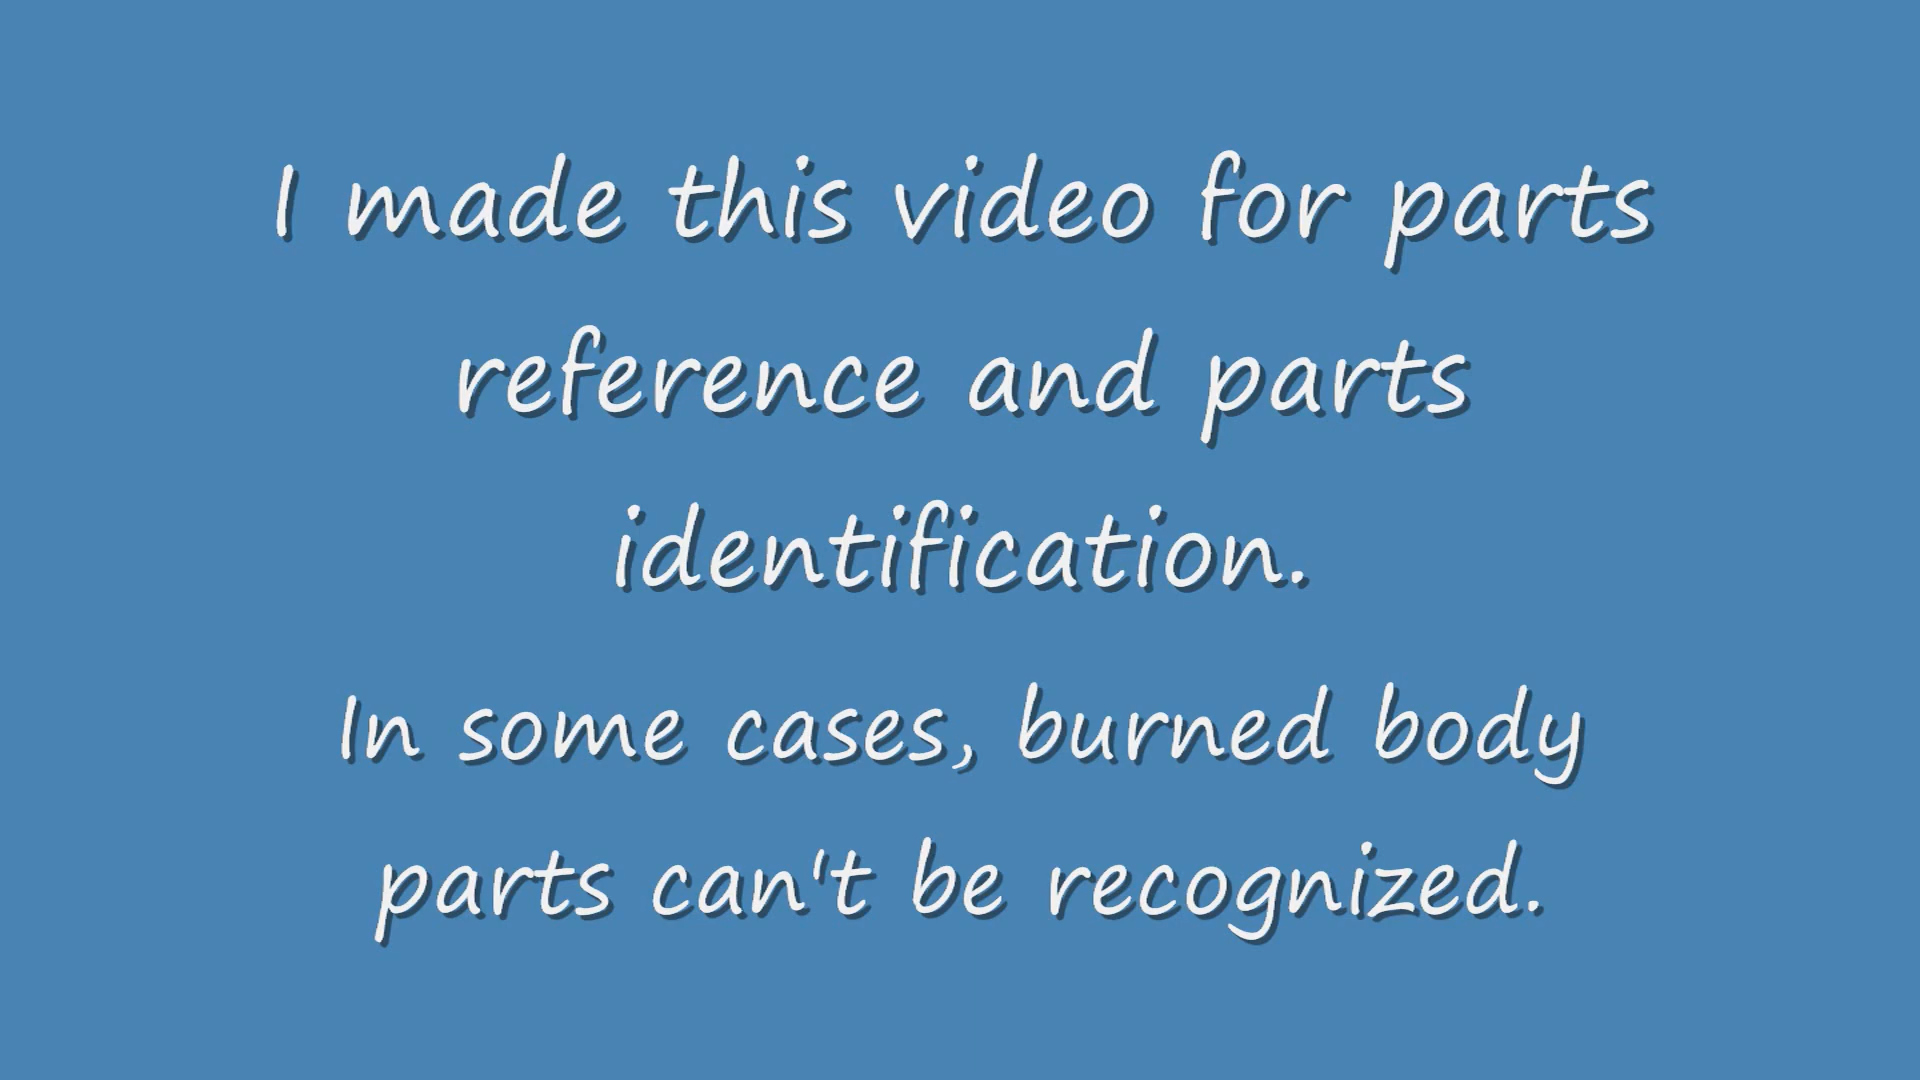 I made this video for parts
reference and parts
identification.
In some cases, burned body
parts can't be recognized.